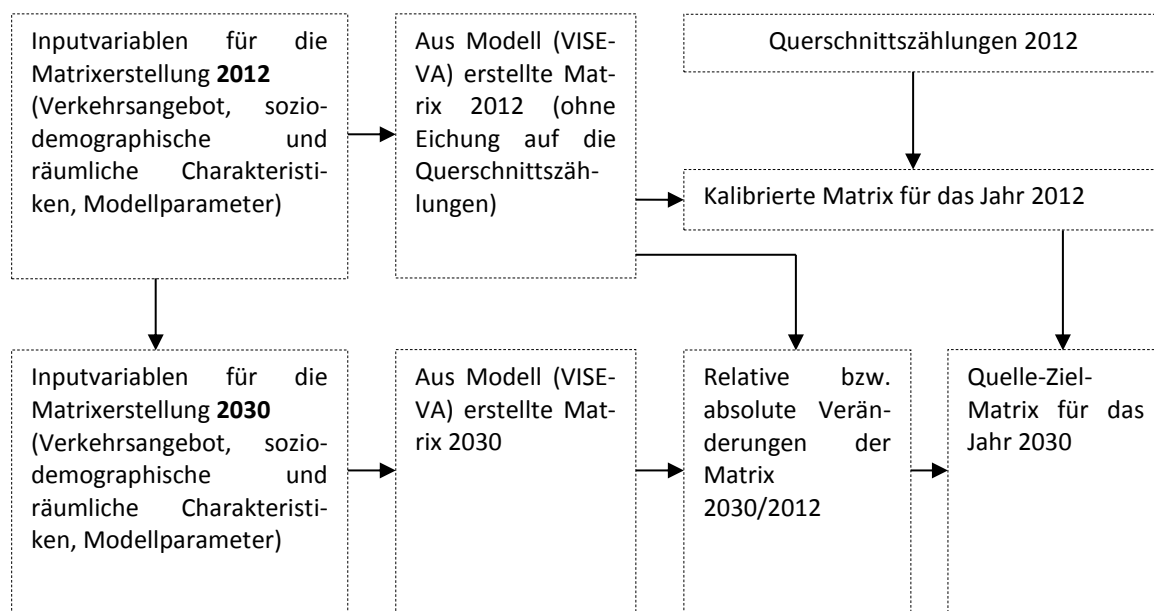 Inputvariablen für die
Matrixerstellung 2012
(Verkehrsangebot, sozio-
demographische und
räumliche Charakteristi-
ken, Modellparameter)
Aus Modell (VISE-
VA) erstellte Mat-
rix 2012 (ohne
Eichung auf die
Querschnittszäh-
lungen)
Querschnittszählungen 2012
Kalibrierte Matrix für das Jahr 2012
Inputvariablen für die
Matrixerstellung 2030
(Verkehrsangebot, sozio-
demographische und
räumliche Charakteristi-
ken, Modellparameter)
Aus Modell (VISE-
VA) erstellte Mat-
rix 2030
Relative bzw.
absolute Verän-
derungen der
Matrix
2030/2012
Quelle-Ziel-
Matrix für das
Jahr 2030